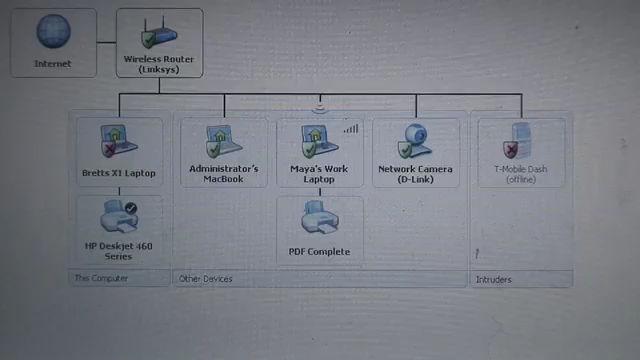 Internet
Wireless Router
(Linksys)
Bretts XI Laptop
Administrator's
MacBook
Maya's Work
Laptop
Network Camera
(D-Link)
T-Mobile Dash
(offline)
HP Deskjet 460
Series
PDF Complete
This Computer
Other Devices
Intruders